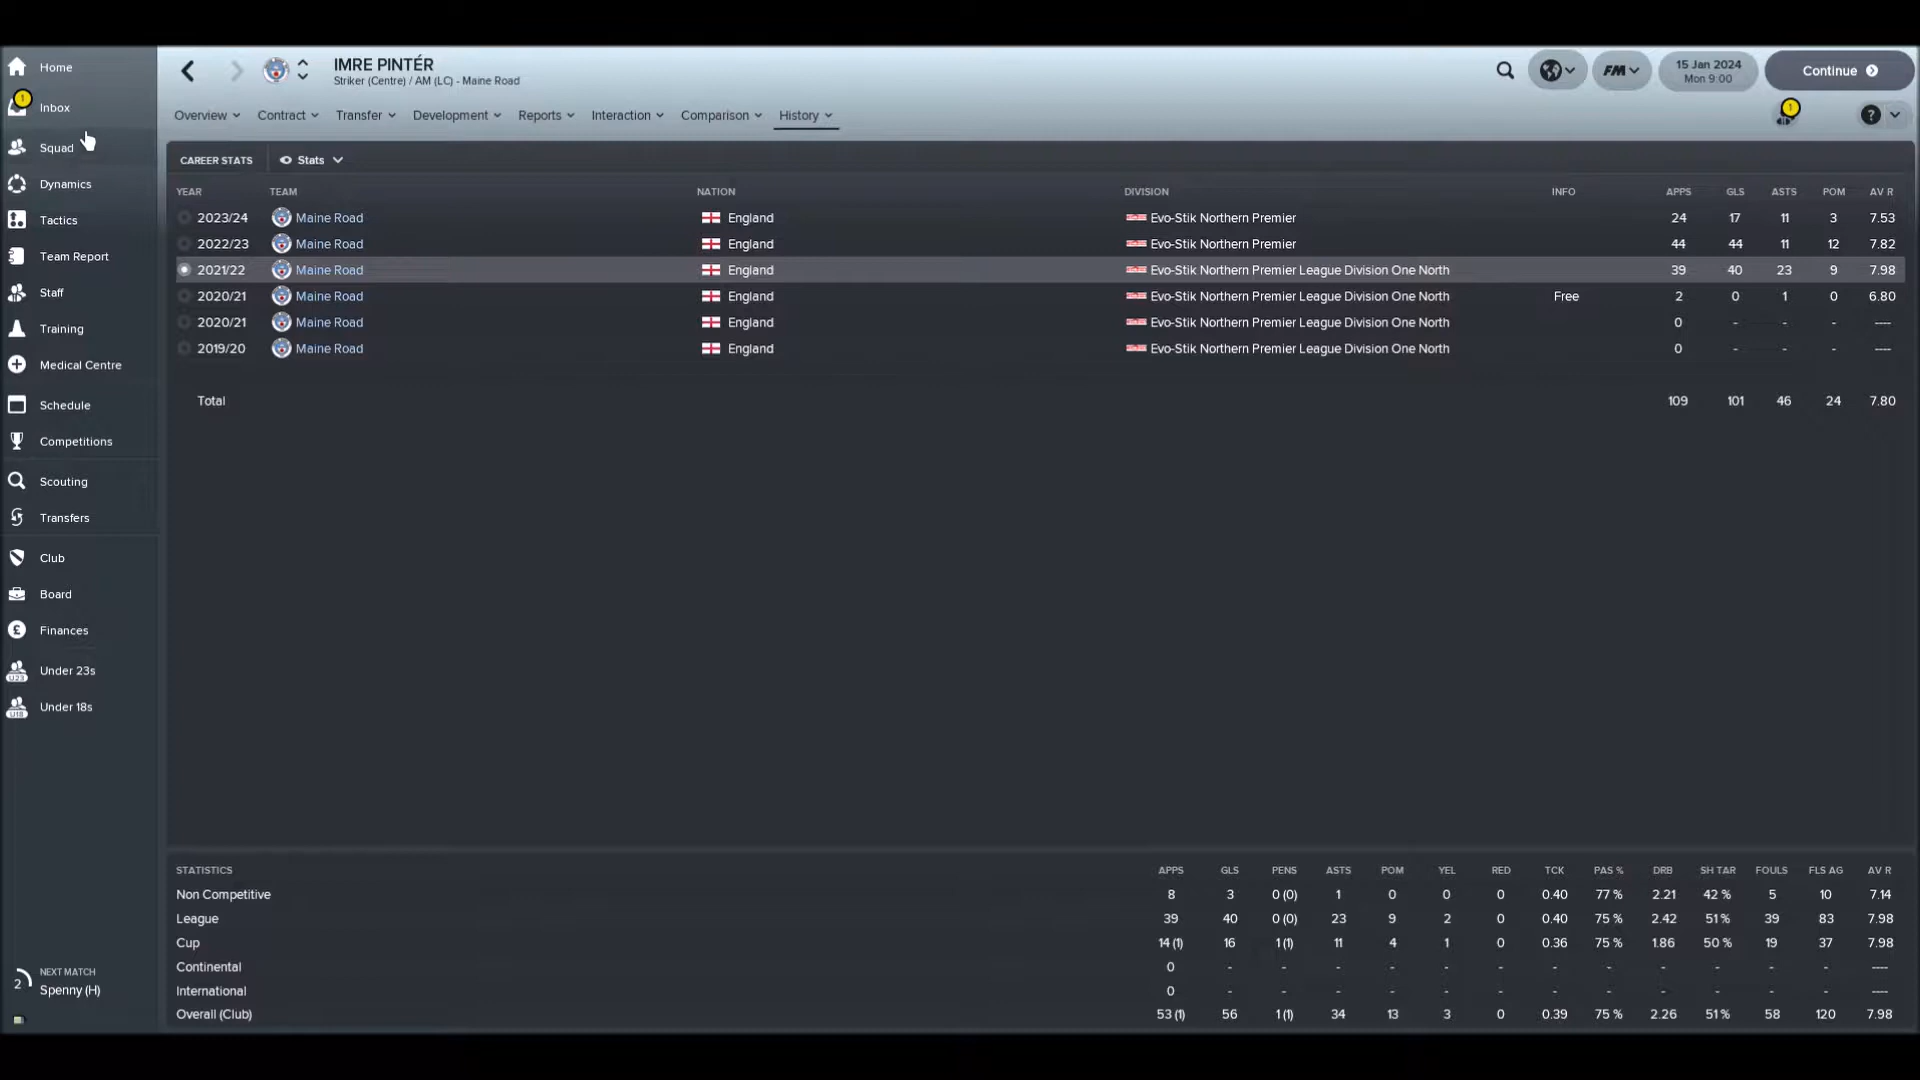 Home
Inbox
1
Squad
Dynamics
Tactics
Team Report
Staff
Training
Medical Centre
Schedule
Competitions
Scouting
Transfers
Club
Board
Finances
Under 23s
U23
Under 18s
U18
2 NEXT MATCH
Spenny (H)
IMRE PINTÉR
Striker (Centre) / AM (LC) - Maine Road
FM
15 Jan 2024
Mon 9:00
Continue
Overview Contract Transfer Development Reports Interaction Comparison History
1
?
CAREER STATS Stats
YEAR TEAM NATION DIVISION INFO APPS GLS ASTS POM AV R
2023/24 Maine Road England Evo-Stik Northern Premier 24 17 11 3 7.53
2022/23 Maine Road England Evo-Stik Northern Premier 44 44 11 12 7.82
2021/22 Maine Road England Evo-Stik Northern Premier League Division One North 39 40 23 9 7.98
2020/21 Maine Road England Evo-Stik Northern Premier League Division One North Free 2 0 1 0 6.80
2020/21 Maine Road England Evo-Stik Northern Premier League Division One North 0 - - - ----
2019/20 Maine Road England Evo-Stik Northern Premier League Division One North 0 - - - ----
Total 109 101 46 24 7.80
STATISTICS APPS GLS PENS ASTS POM YEL RED TCK PAS % DRB SH TAR FOULS FLS AG AV R
Non Competitive 8 3 0 (0) 1 0 0 0 0.40 77 % 2.21 42 % 5 10 7.14
League 39 40 0 (0) 23 9 2 0 0.40 75 % 2.42 51 % 39 83 7.98
Cup 14 (1) 16 1 (1) 11 4 1 0 0.36 75 % 1.86 50 % 19 37 7.98
Continental 0 - - - - - - - - - - - - ----
International 0 - - - - - - - - - - - - ----
Overall (Club) 53 (1) 56 1 (1) 34 13 3 0 0.39 75 % 2.26 51 % 58 120 7.98